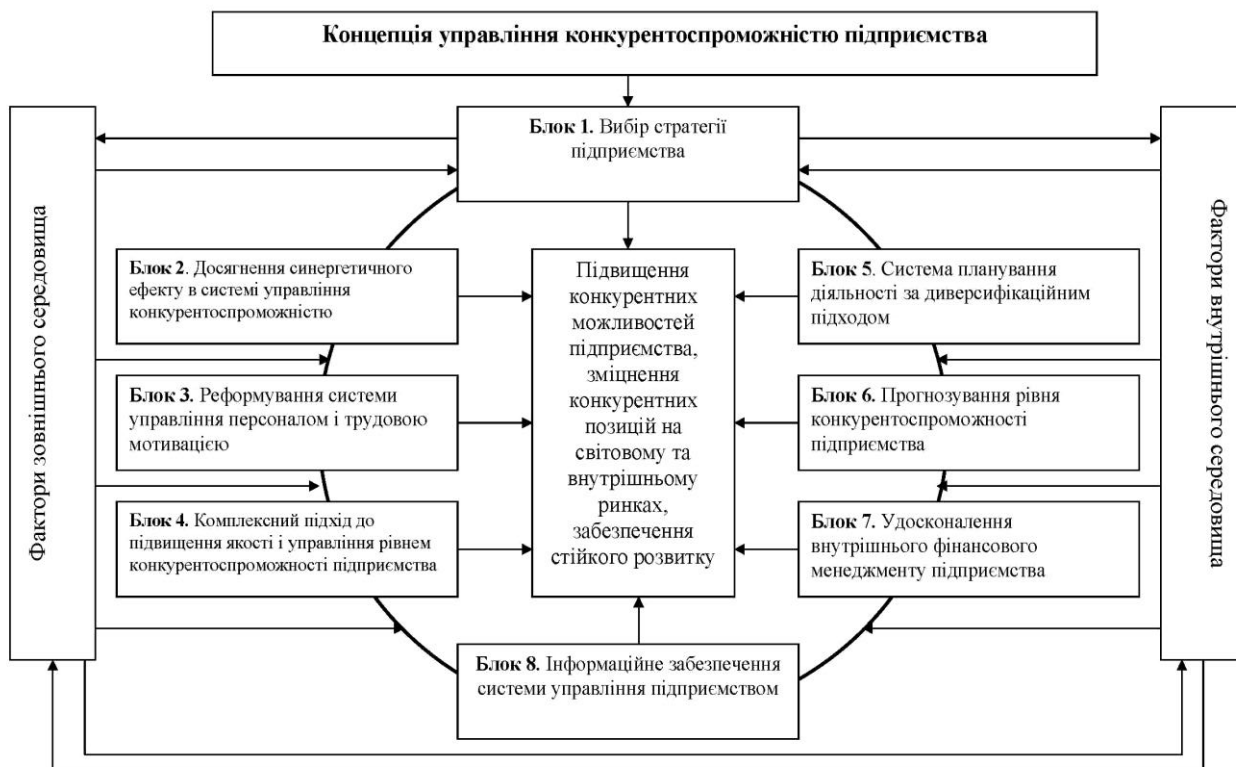 Концепція управління конкурентоспроможністю підприємства
Фактори зовнішнього середовища
Блок 1. Вибір стратегії
підприємства
Блок 2. Досягнення синергетичного
ефекту в системі управління
конкурентоспроможністю
Блок 3. Реформування системи
управління персоналом і трудовою
мотивацією
Блок 4. Комплексний підхід до
підвищення якості і управління рівнем
конкурентоспроможності підприємства
Підвищення
конкурентних
можливостей
підприємства,
зміцнення
конкурентних
позицій на
світовому та
внутрішньому
ринках,
забезпечення
стійкого розвитку
Блок 5. Система планування
діяльності за диверсифікаційним
підходом
Блок 6. Прогнозування рівня
конкурентоспроможності
підприємства
Блок 7. Удосконалення
внутрішнього фінансового
менеджменту підприємства
Блок 8. Інформаційне забезпечення
системи управління підприємством
Фактори внутрішнього середовища